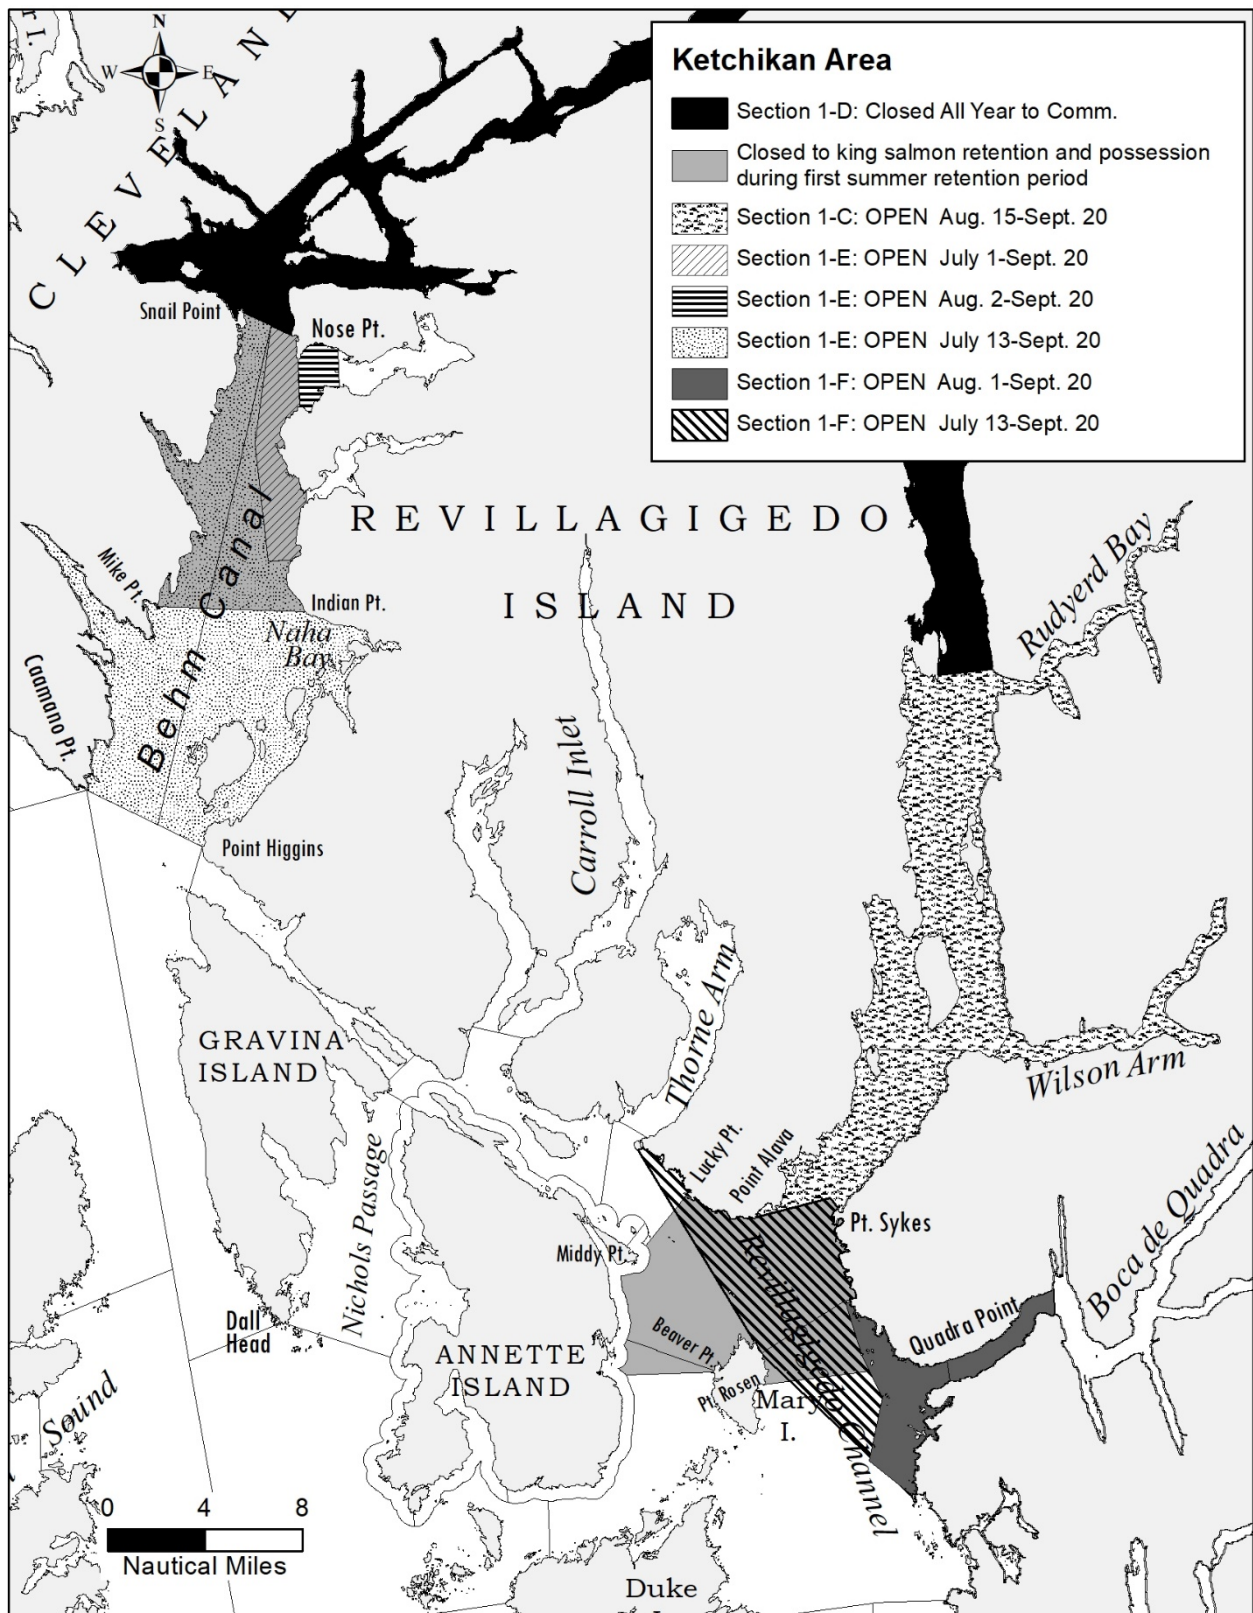 r I.
N
W E
S
CLEVELAND
Ketchikan Area
Section 1-D: Closed All Year to Comm.
Closed to king salmon retention and possession
during first summer retention period
Section 1-C: OPEN Aug. 15-Sept. 20
Section 1-E: OPEN July 1-Sept. 20
Section 1-E: OPEN Aug. 2-Sept. 20
Section 1-E: OPEN July 13-Sept. 20
Section 1-F: OPEN Aug. 1-Sept. 20
Section 1-F: OPEN July 13-Sept. 20
Snail Point
Nose Pt.
REVILLAGIGEDO
ISLAND
Mike Pt.
Indian Pt.
Naha
Bay
Behm Canal
Caamano Pt.
Point Higgins
Rudyerd Bay
Carroll Inlet
Thorne Arm
GRAVINA
ISLAND
Wilson Arm
Nichols Passage
Lucky Pt.
Point Alava
Pt. Sykes
Boca de Quadra
Middy Pt.
Revillagigedo Channel
Quadra Point
Dall
Head
Beaver Pt.
ANNETTE
ISLAND
Pt. Rosen
Mary
I.
Sound
0 4 8
Nautical Miles
Duke